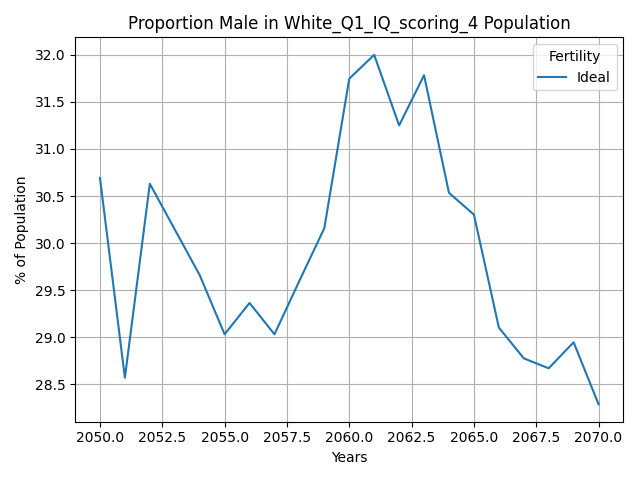 Proportion Male in White_Q1_IQ_scoring_4 Population
Fertility
Ideal
32.0
31.5
31.0
30.5
30.0
29.5
29.0
28.5
% of Population
2050.0 2052.5 2055.0 2057.5 2060.0 2062.5 2065.0 2067.5 2070.0
Years